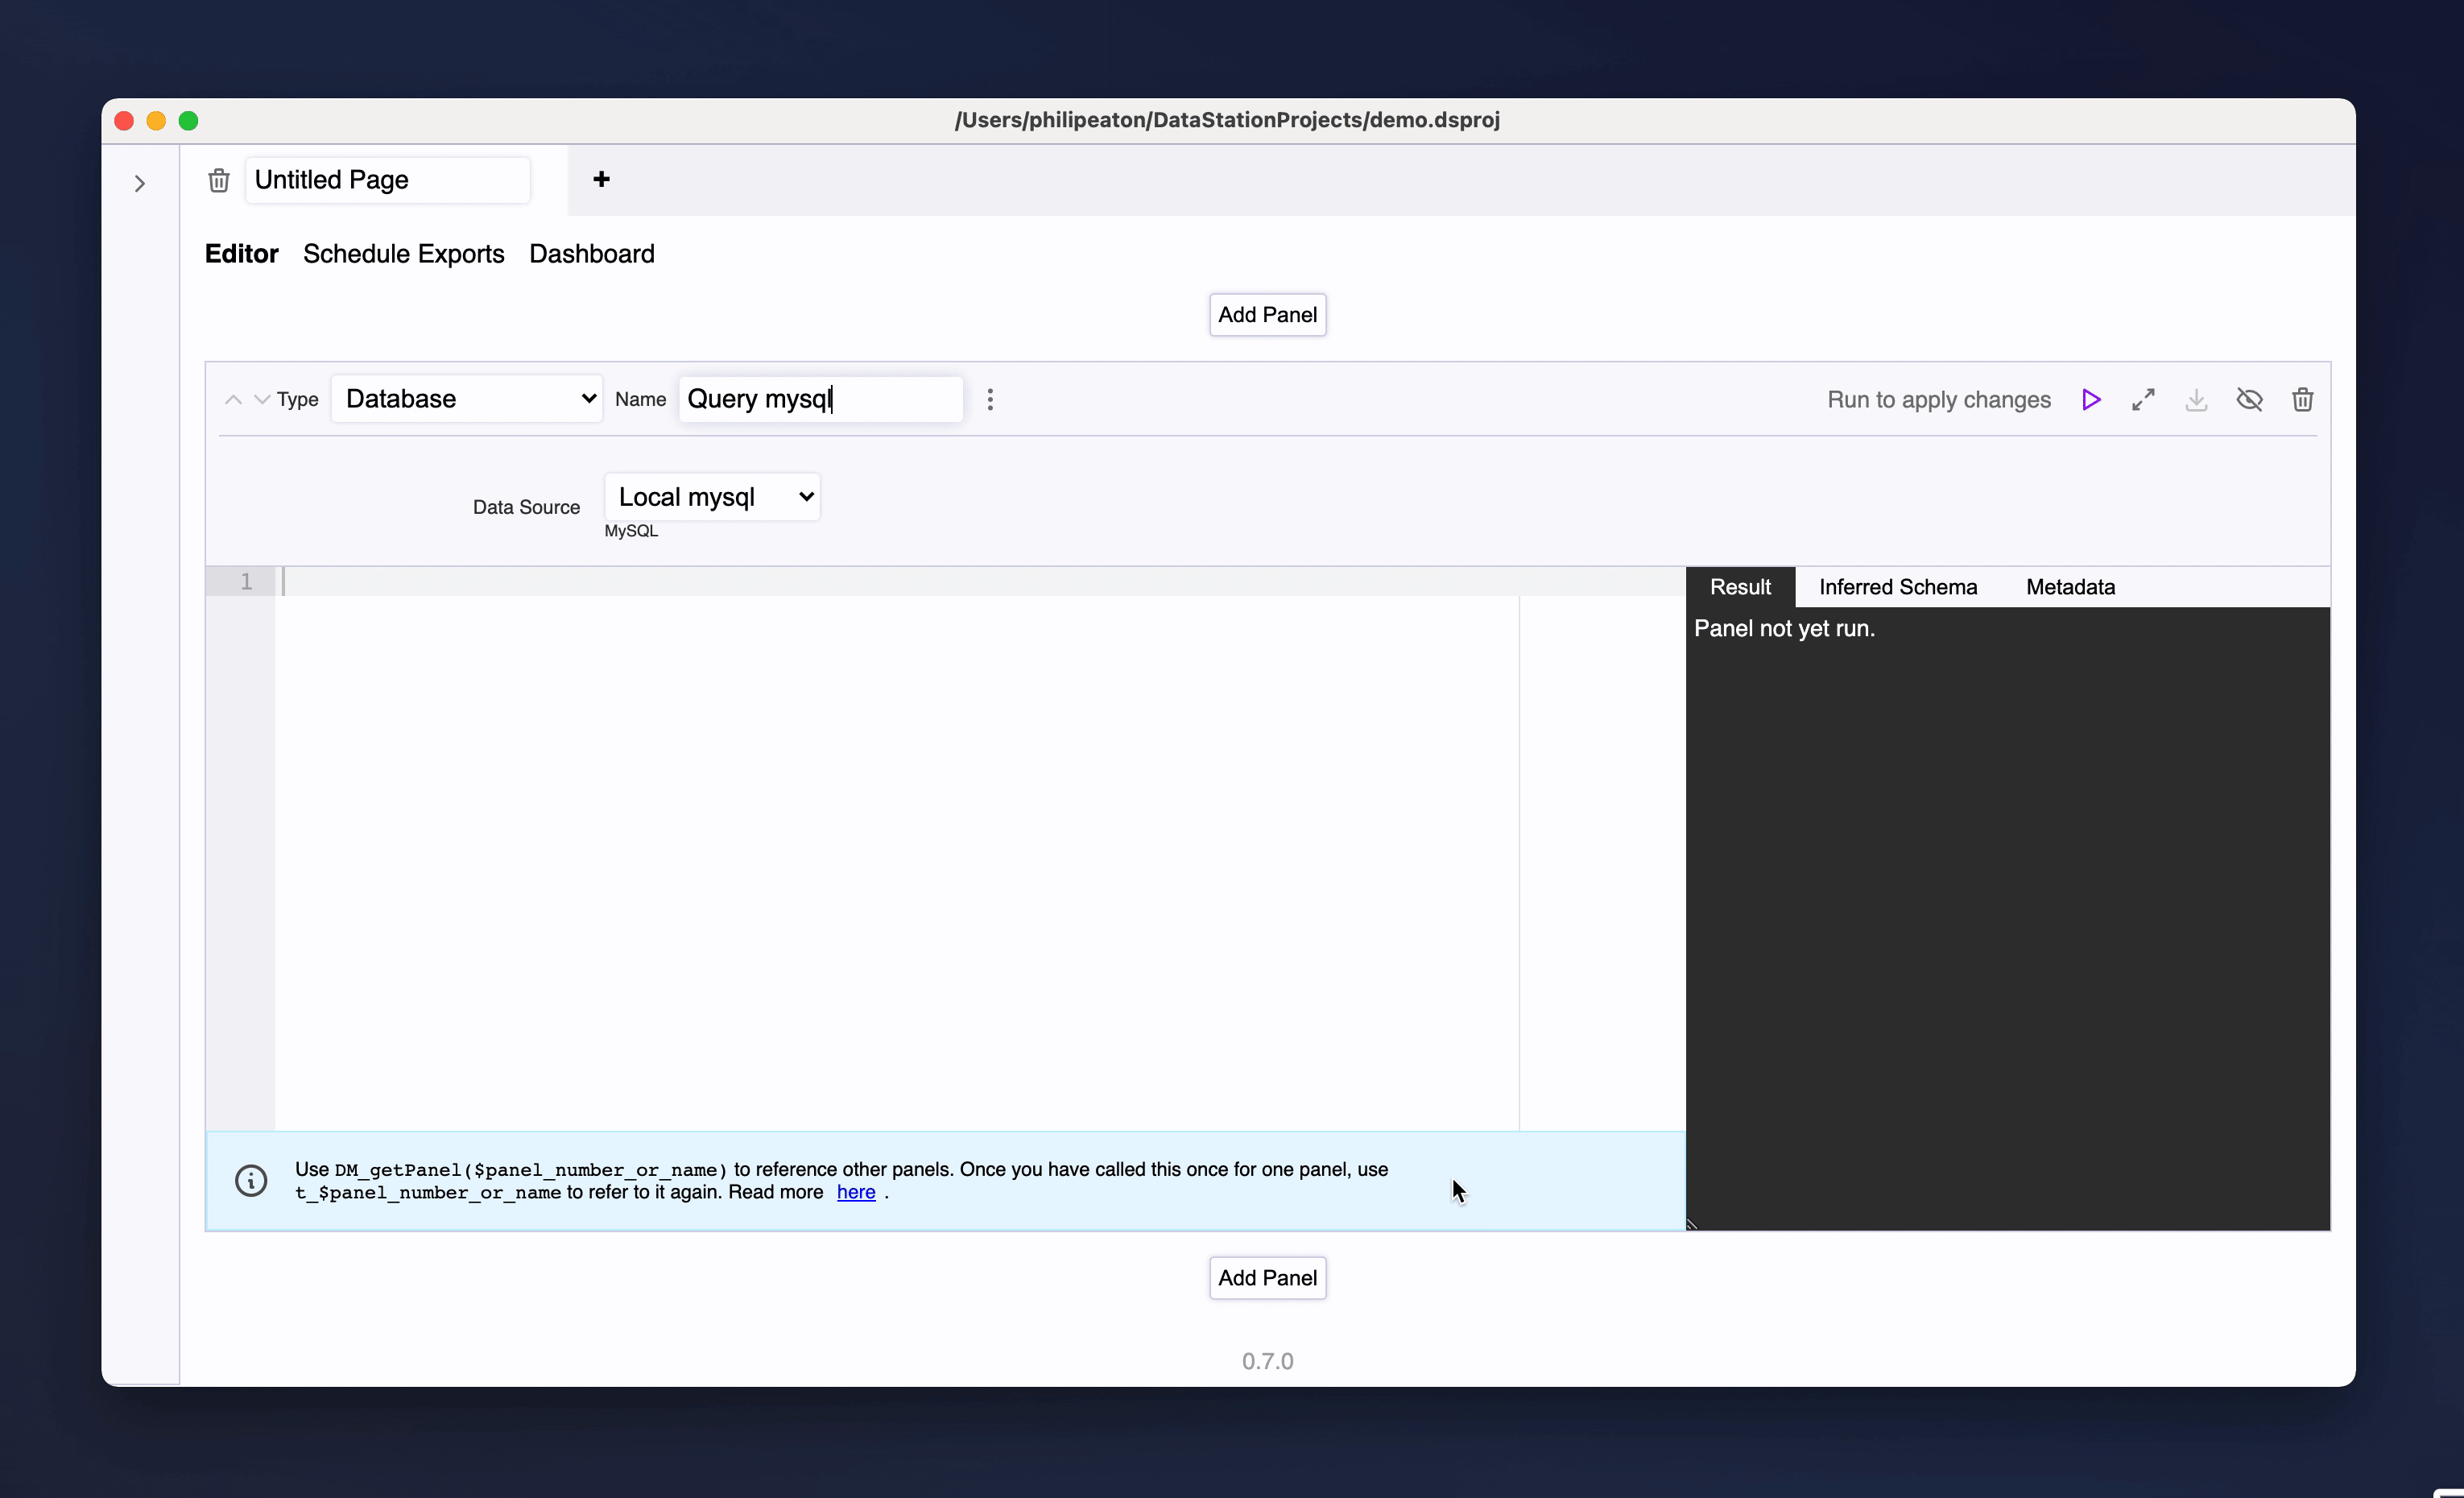 /Users/philipeaton/DataStationProjects/demo.dsproj
Untitled Page
+
Editor Schedule Exports Dashboard
Add Panel
Type Database Name Query mysql Run to apply changes
Data Source Local mysql
MySQL
1
Result Inferred Schema Metadata
Panel not yet run.
Use DM_getPanel($panel_number_or_name) to reference other panels. Once you have called this once for one panel, use
t_$panel_number_or_name to refer to it again. Read more here .
Add Panel
0.7.0